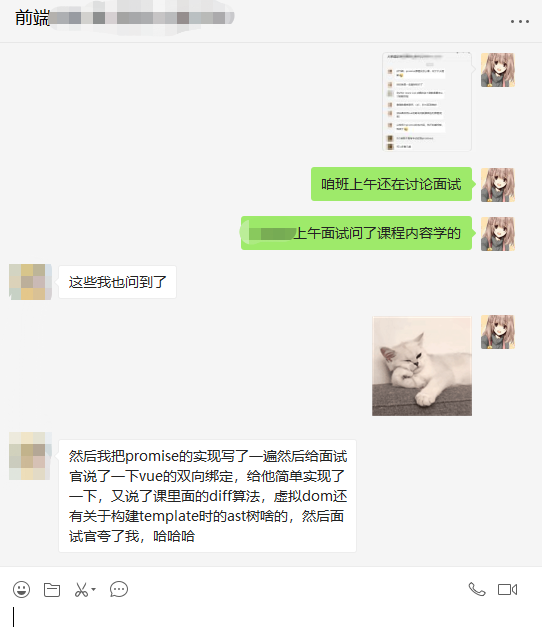 前端
咱班上午还在讨论面试
上午面试问了课程内容学的
这些我也问到了
然后我把promise的实现写了一遍然后给面试
官说了一下vue的双向绑定，给他简单实现了
一下，又说了课里面的diff算法，虚拟dom还
有关于构建template时的ast树啥的，然后面
试官夸了我，哈哈哈